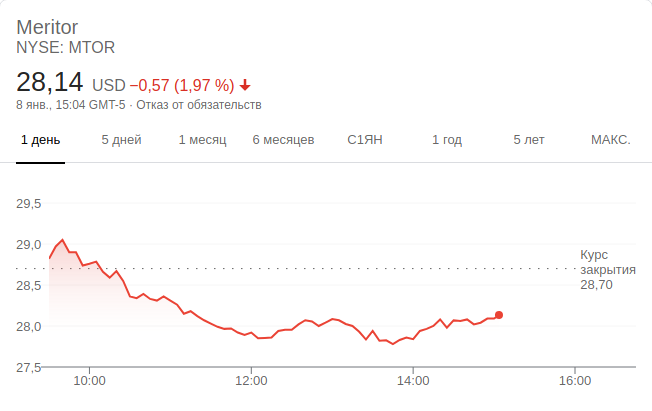 Meritor
NYSE: MTOR
28,14 USD −0,57 (1,97 %)
8 янв., 15:04 GMT-5 · Отказ от обязательств
1 день 5 дней 1 месяц 6 месяцев С1ЯН 1 год 5 лет МАКС.
29,5
29,0
Курс
закрытия
28,70
28,5
28,0
27,5
10:00 12:00 14:00 16:00